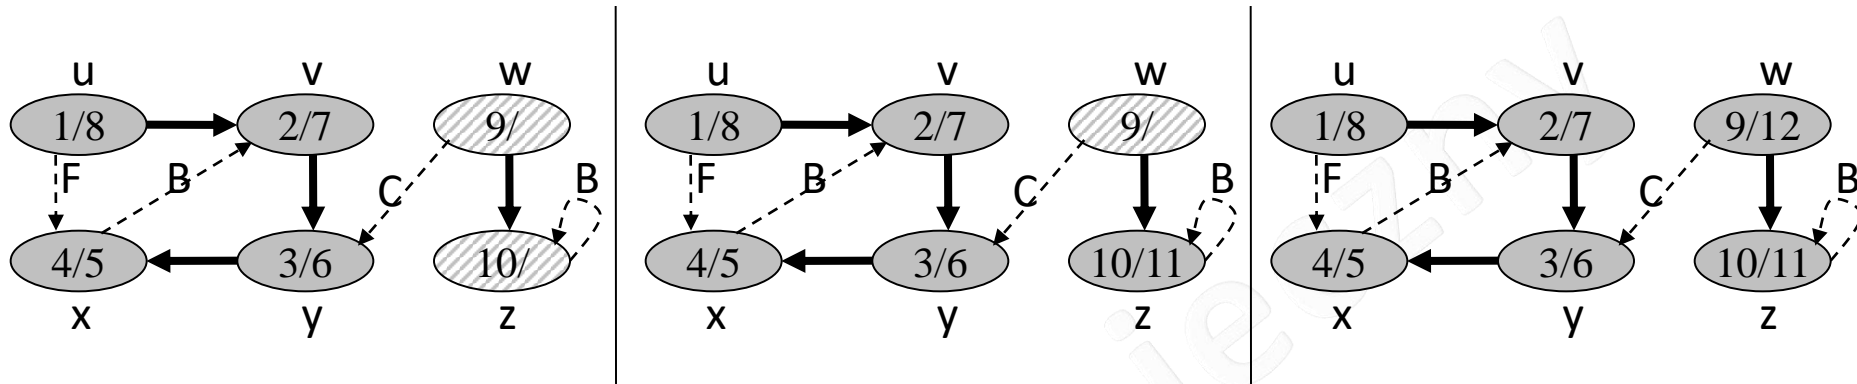 u v w
1/8 2/7 9/
F B C B
4/5 3/6 10/
x y z
u v w
1/8 2/7 9/
F B C B
4/5 3/6 10/11
x y z
u v w
1/8 2/7 9/12
F B C B
4/5 3/6 10/11
x y z